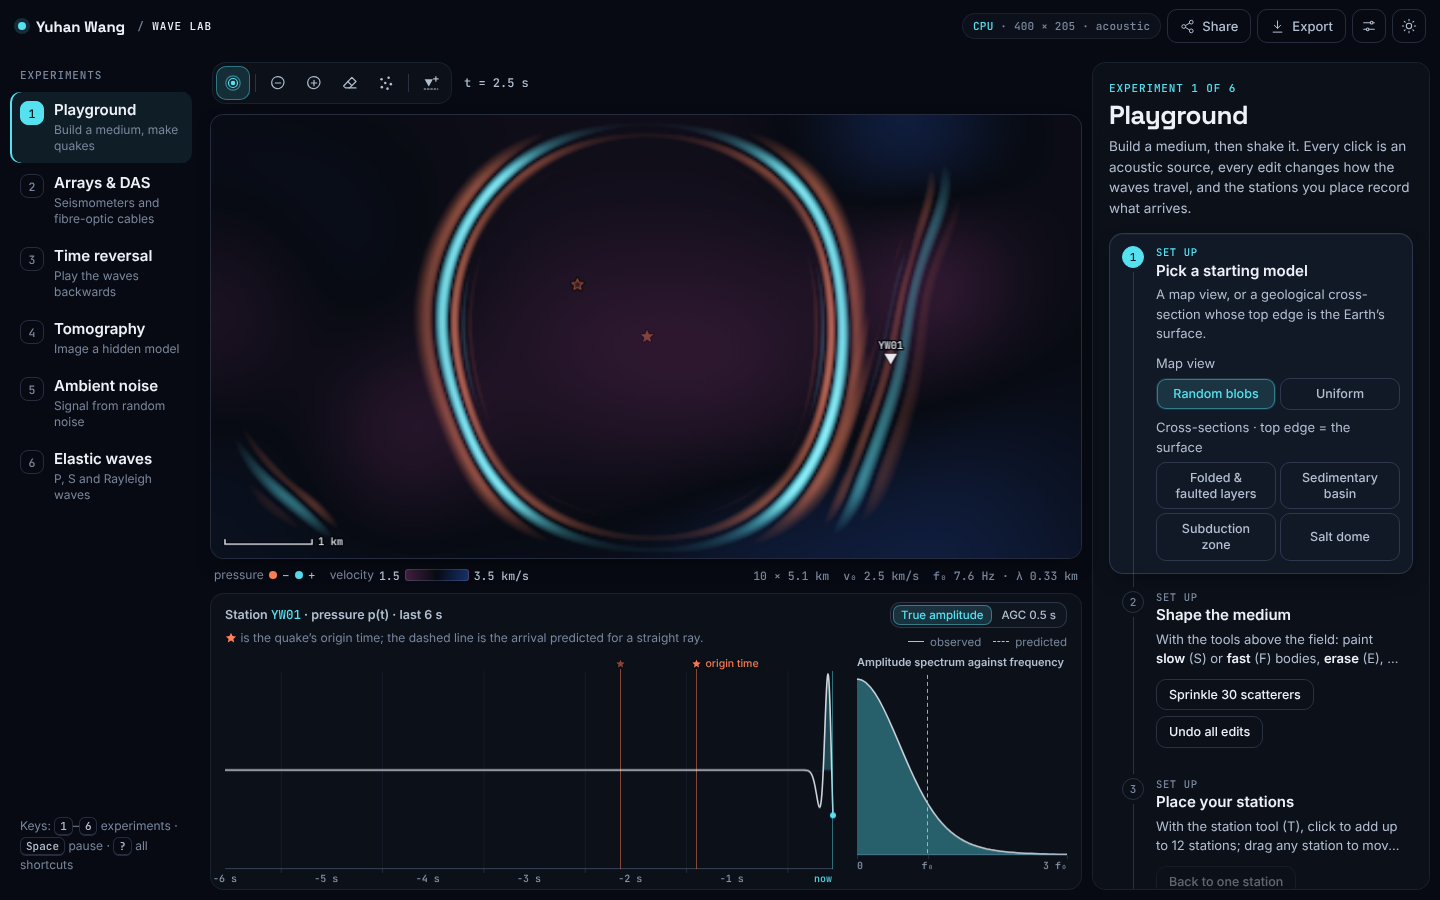 Yuhan Wang / WAVE LAB
CPU · 400 × 205 · acoustic
Share
Export
EXPERIMENTS
1
Playground
Build a medium, make
quakes
2
Arrays & DAS
Seismometers and
fibre-optic cables
3
Time reversal
Play the waves
backwards
4
Tomography
Image a hidden model
5
Ambient noise
Signal from random
noise
6
Elastic waves
P, S and Rayleigh
waves
Keys: 1–6 experiments ·
Space pause · ? all
shortcuts
t = 2.5 s
YW01
1 km
pressure − + velocity 1.5 3.5 km/s
10 × 5.1 km v₀ 2.5 km/s f₀ 7.6 Hz · λ 0.33 km
Station YW01 · pressure p(t) · last 6 s
True amplitude
AGC 0.5 s
★ is the quake’s origin time; the dashed line is the arrival predicted for a straight ray.
observed predicted
★ ★ origin time
Amplitude spectrum against frequency
-6 s -5 s -4 s -3 s -2 s -1 s now
0 f₀ 3 f₀
EXPERIMENT 1 OF 6
Playground
Build a medium, then shake it. Every click is an
acoustic source, every edit changes how the
waves travel, and the stations you place record
what arrives.
1
SET UP
Pick a starting model
A map view, or a geological cross-
section whose top edge is the Earth’s
surface.
Map view
Random blobs
Uniform
Cross-sections · top edge = the
surface
Folded &
faulted layers
Sedimentary
basin
Subduction
zone
Salt dome
2
SET UP
Shape the medium
With the tools above the field: paint
slow (S) or fast (F) bodies, erase (E), …
Sprinkle 30 scatterers
Undo all edits
3
SET UP
Place your stations
With the station tool (T), click to add up
to 12 stations; drag any station to mov…
Back to one station